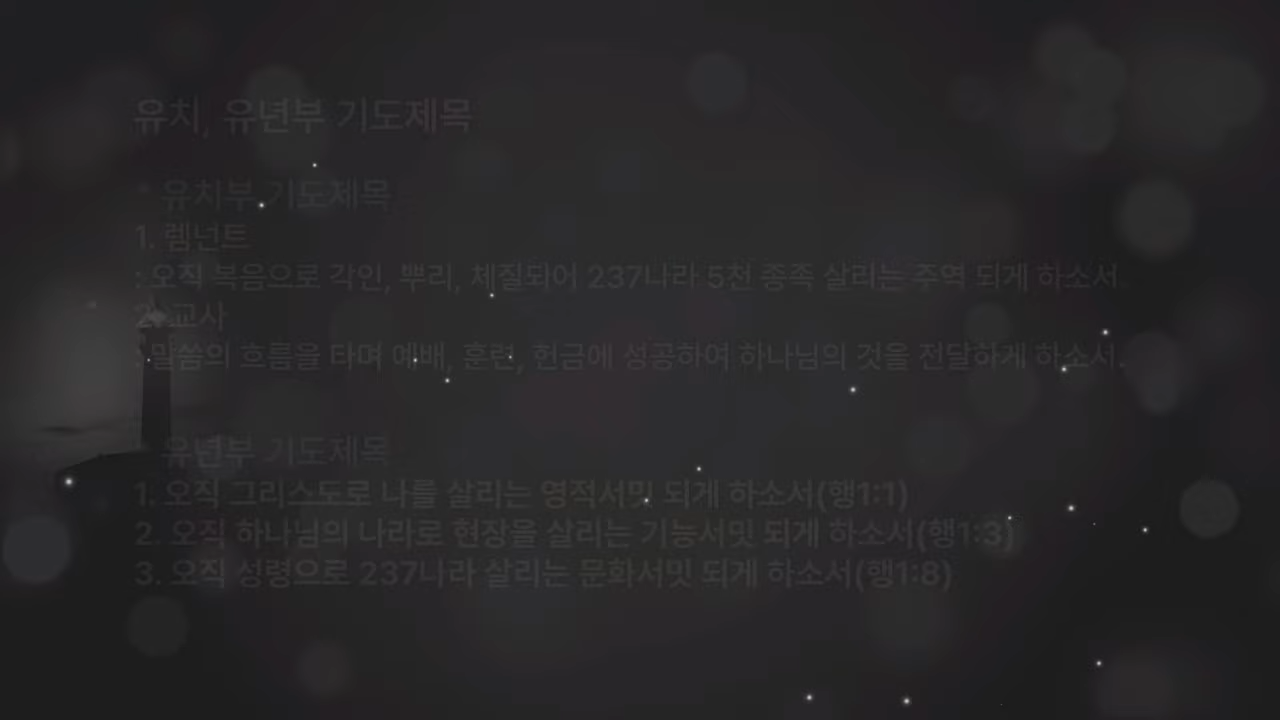 유치, 유년부 기도제목
* 유치부 기도제목
1. 렘넌트
: 오직 복음으로 각인, 뿌리, 체질되어 237나라 5천 종족 살리는 주역 되게 하소서.
2. 교사
: 말씀의 흐름을 타며 예배, 훈련, 헌금에 성공하여 하나님의 것을 전달하게 하소서.
유년부 기도제목
1. 오직 그리스도로 나를 살리는 영적서밋 되게 하소서(행1:1)
2. 오직 하나님의 나라로 현장을 살리는 기능서밋 되게 하소서(행1:3)
3. 오직 성령으로 237나라 살리는 문화서밋 되게 하소서(행1:8)